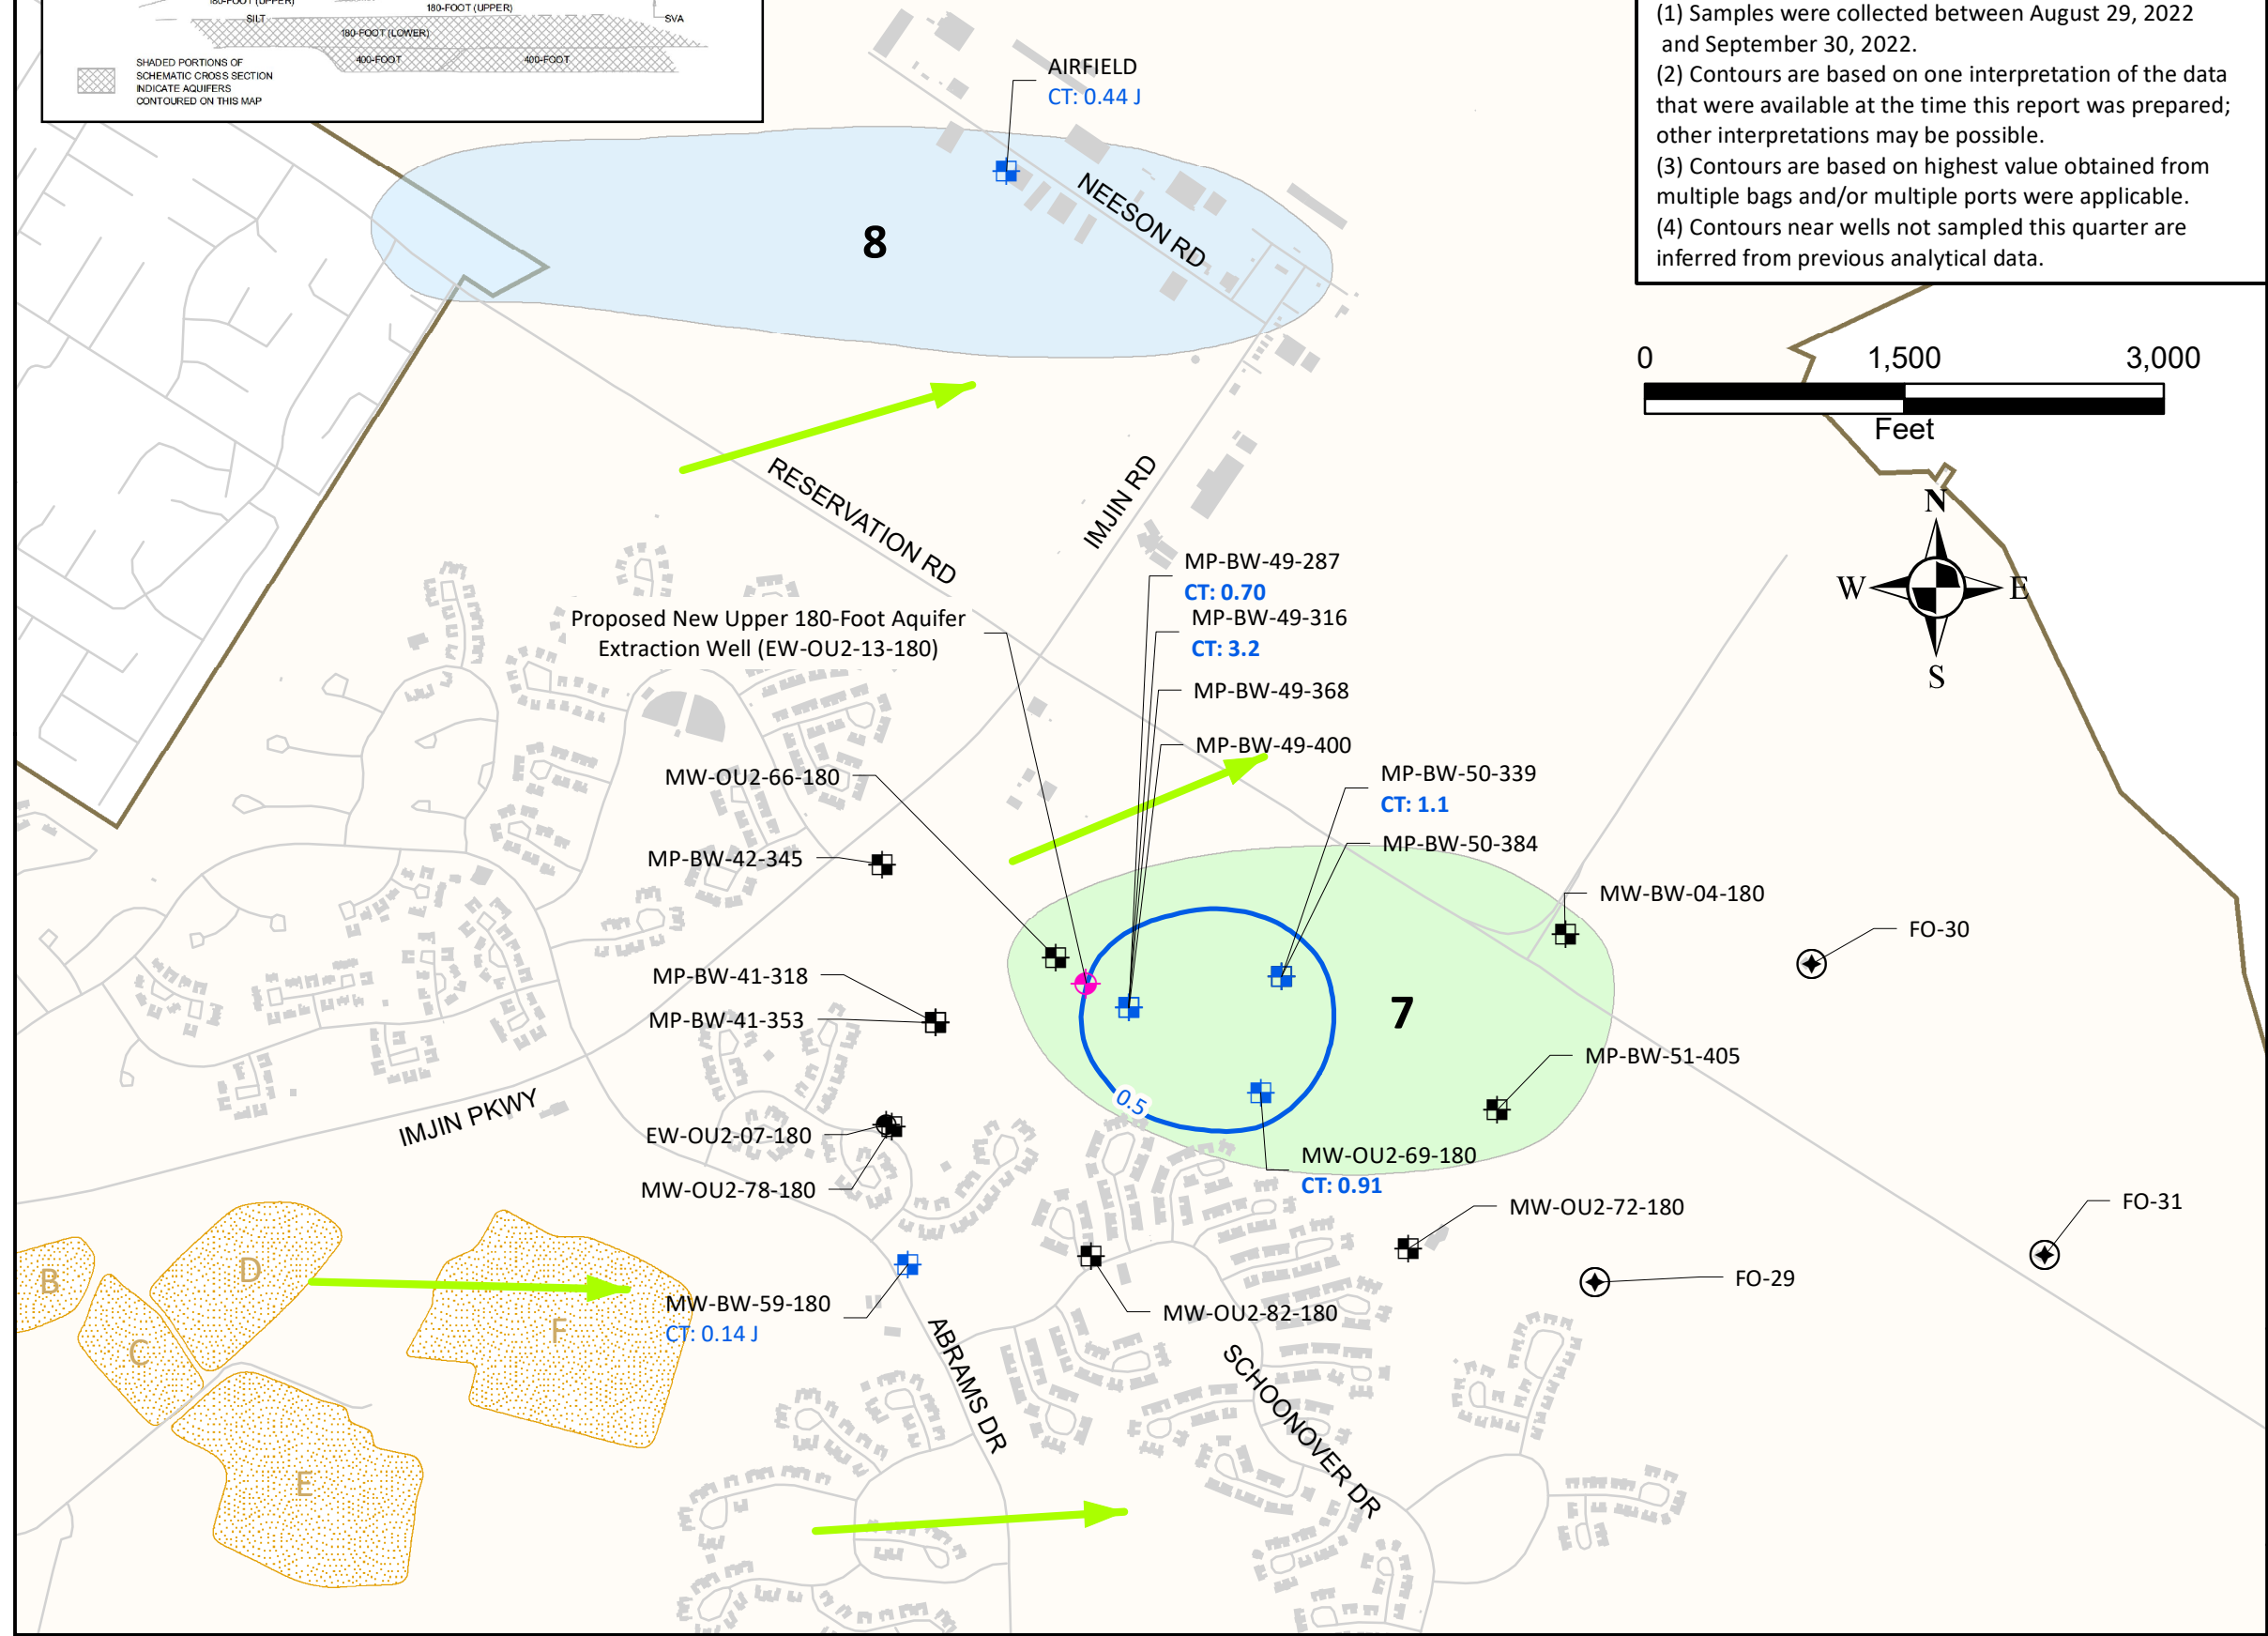 180-FOOT (UPPER)
180-FOOT (UPPER)
SILT
SVA
180-FOOT (LOWER)
400-FOOT
400-FOOT
SHADED PORTIONS OF
SCHEMATIC CROSS SECTION
INDICATE AQUIFERS
CONTOURED ON THIS MAP
(1) Samples were collected between August 29, 2022
and September 30, 2022.
(2) Contours are based on one interpretation of the data
that were available at the time this report was prepared;
other interpretations may be possible.
(3) Contours are based on highest value obtained from
multiple bags and/or multiple ports were applicable.
(4) Contours near wells not sampled this quarter are
inferred from previous analytical data.
0 1,500 3,000
Feet
N
W E
S
AIRFIELD
CT: 0.44 J
NEESON RD
8
RESERVATION RD
IMJIN RD
MP-BW-49-287
CT: 0.70
MP-BW-49-316
CT: 3.2
MP-BW-49-368
MP-BW-49-400
Proposed New Upper 180-Foot Aquifer
Extraction Well (EW-OU2-13-180)
MW-OU2-66-180
MP-BW-50-339
CT: 1.1
MP-BW-50-384
MP-BW-42-345
MW-BW-04-180
FO-30
MP-BW-41-318
MP-BW-41-353
7
MP-BW-51-405
0.5
IMJIN PKWY
EW-OU2-07-180
MW-OU2-78-180
MW-OU2-69-180
CT: 0.91
MW-OU2-72-180
FO-31
FO-29
B
D
C
F
E
MW-BW-59-180
CT: 0.14 J
MW-OU2-82-180
ABRAMS DR
SCHOONOVER DR